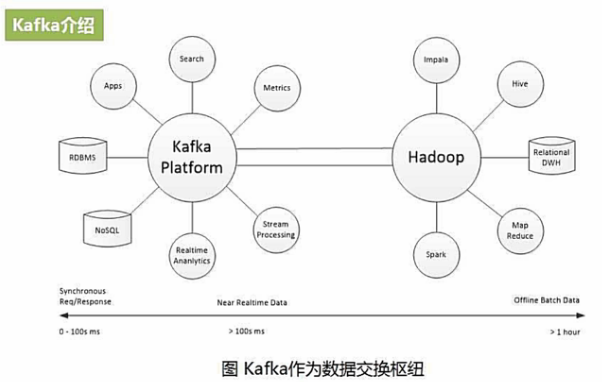 Kafka介绍
Search
Apps
Metrics
Kafka
Platform
RDBMS
NoSQL
Realtime
Ananlytics
Stream
Processing
Impala
Hive
Hadoop
Relational
DWH
Map
Reduce
Spark
Synchronous
Req/Response
Near Realtime Data
Offline Batch Data
0 - 100s ms
> 100s ms
> 1 hour
图 Kafka作为数据交换枢纽